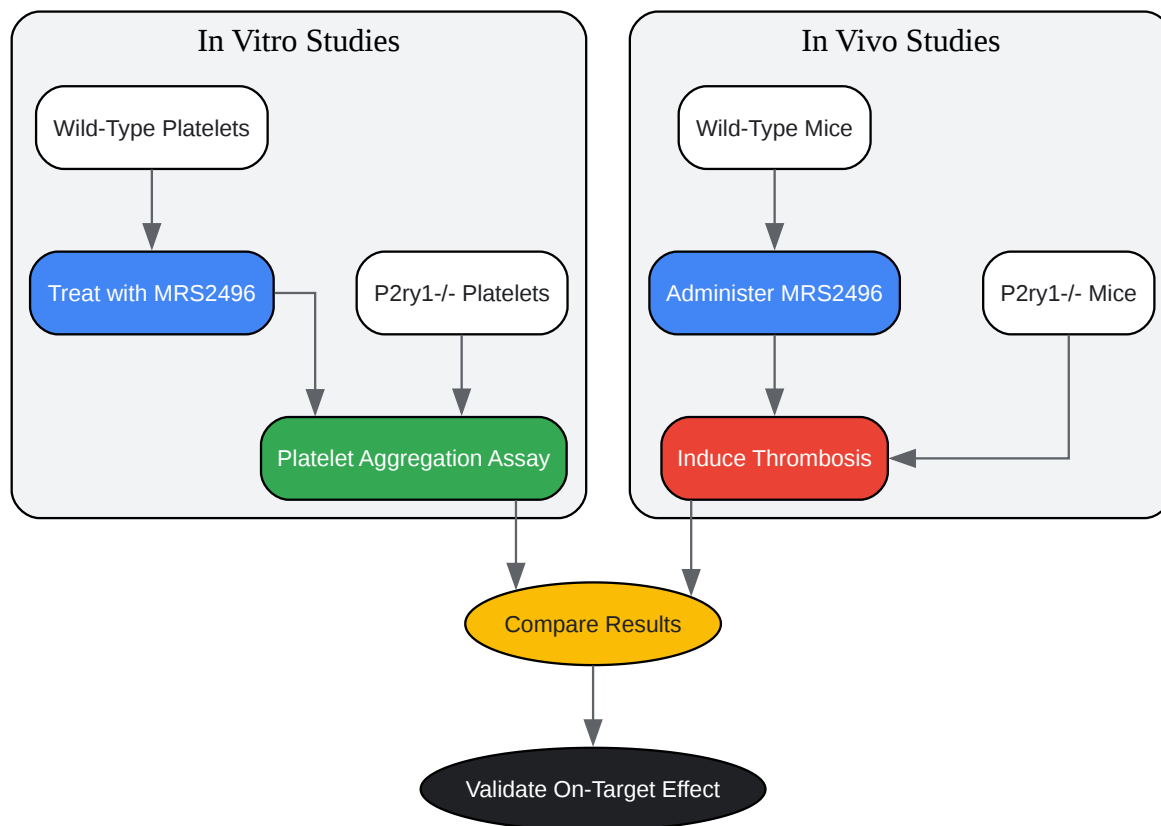 In Vitro Studies
Wild-Type Platelets
Treat with MRS2496
P2ry1-/- Platelets
Platelet Aggregation Assay
In Vivo Studies
Wild-Type Mice
Administer MRS2496
P2ry1-/- Mice
Induce Thrombosis
Compare Results
Validate On-Target Effect